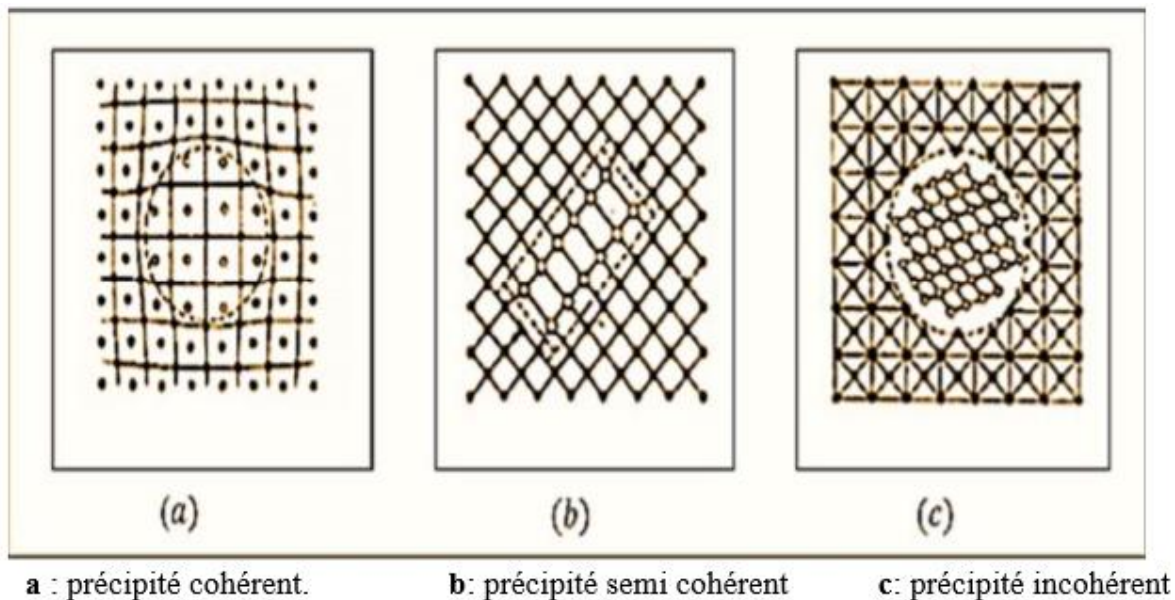 (a) (b) (c)
a : précipité cohérent. b: précipité semi cohérent c: précipité incohérent